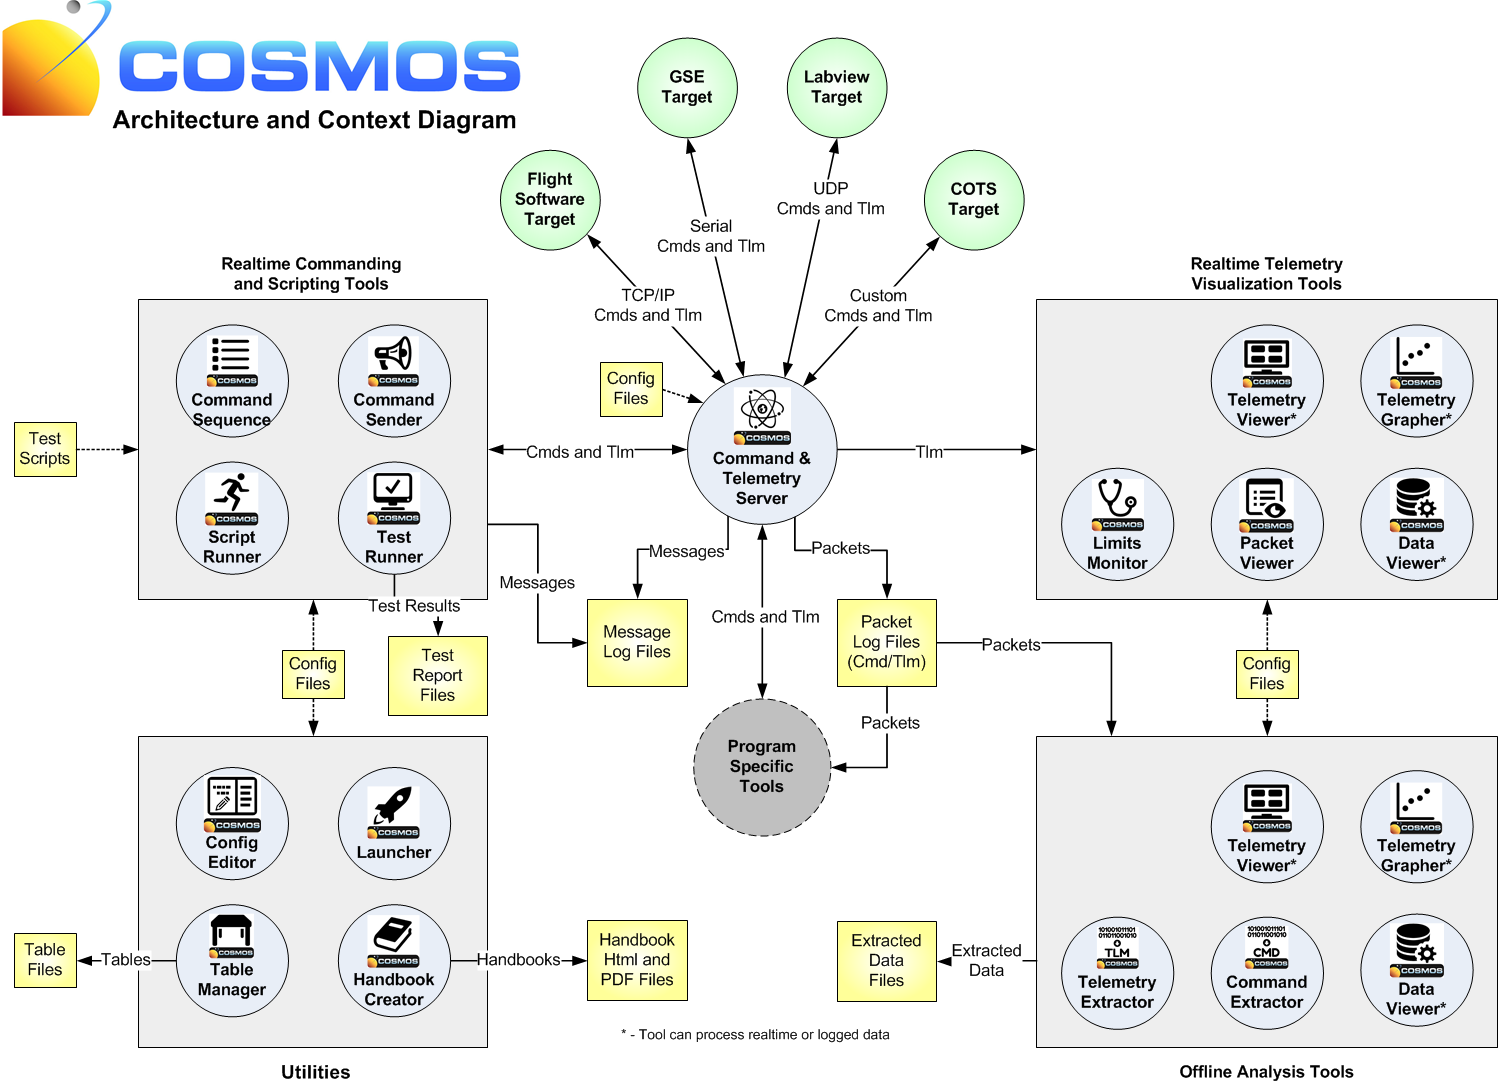 COSMOS
Architecture and Context Diagram
GSE
Target
Labview
Target
Flight
Software
Target
COTS
Target
Serial
Cmds and Tlm
UDP
Cmds and Tlm
TCP/IP
Cmds and Tlm
Custom
Cmds and Tlm
Realtime Commanding
and Scripting Tools
COSMOS
Command
Sequence
COSMOS
Command
Sender
COSMOS
Script
Runner
COSMOS
Test
Runner
Test
Scripts
Config
Files
COSMOS
Command &
Telemetry
Server
Cmds and Tlm
Tlm
Realtime Telemetry
Visualization Tools
COSMOS
Telemetry
Viewer*
COSMOS
Telemetry
Grapher*
COSMOS
Limits
Monitor
COSMOS
Packet
Viewer
COSMOS
Data
Viewer*
Messages
Messages
Packets
Test Results
Test
Report
Files
Message
Log Files
Cmds and Tlm
Packet
Log Files
(Cmd/Tlm)
Packets
Packets
Config
Files
Config
Files
Program
Specific
Tools
COSMOS
Config
Editor
COSMOS
Launcher
COSMOS
Table
Manager
COSMOS
Handbook
Creator
Tables
Table
Files
Handbooks
Handbook
Html and
PDF Files
Utilities
Extracted
Data
Files
Extracted
Data
COSMOS
Telemetry
Viewer*
COSMOS
Telemetry
Grapher*
101001011101
011011001010
TLM
COSMOS
Telemetry
Extractor
101001011101
011011001010
CMD
COSMOS
Command
Extractor
COSMOS
Data
Viewer*
Offline Analysis Tools
* - Tool can process realtime or logged data